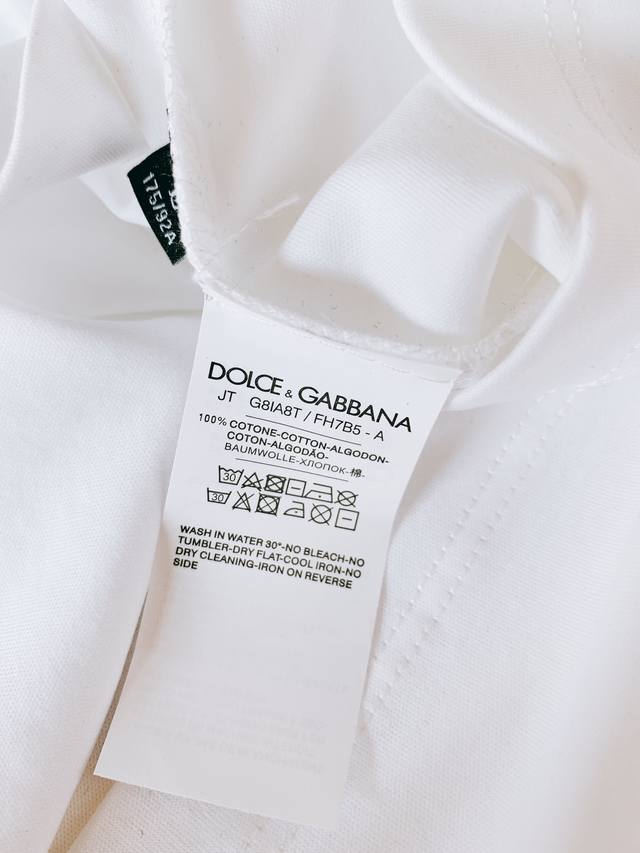 175/92A
DOLCE & GABBANA
JT G8IA8T / FH7B5 - A
100% COTONE-COTTON-ALGODON-
COTON-ALGODÃO-
BAUMWOLLE-ХЛОПОК-棉-
30
30
WASH IN WATER 30°-NO BLEACH-NO
TUMBLER-DRY FLAT-COOL IRON-NO
DRY CLEANING-IRON ON REVERSE
SIDE